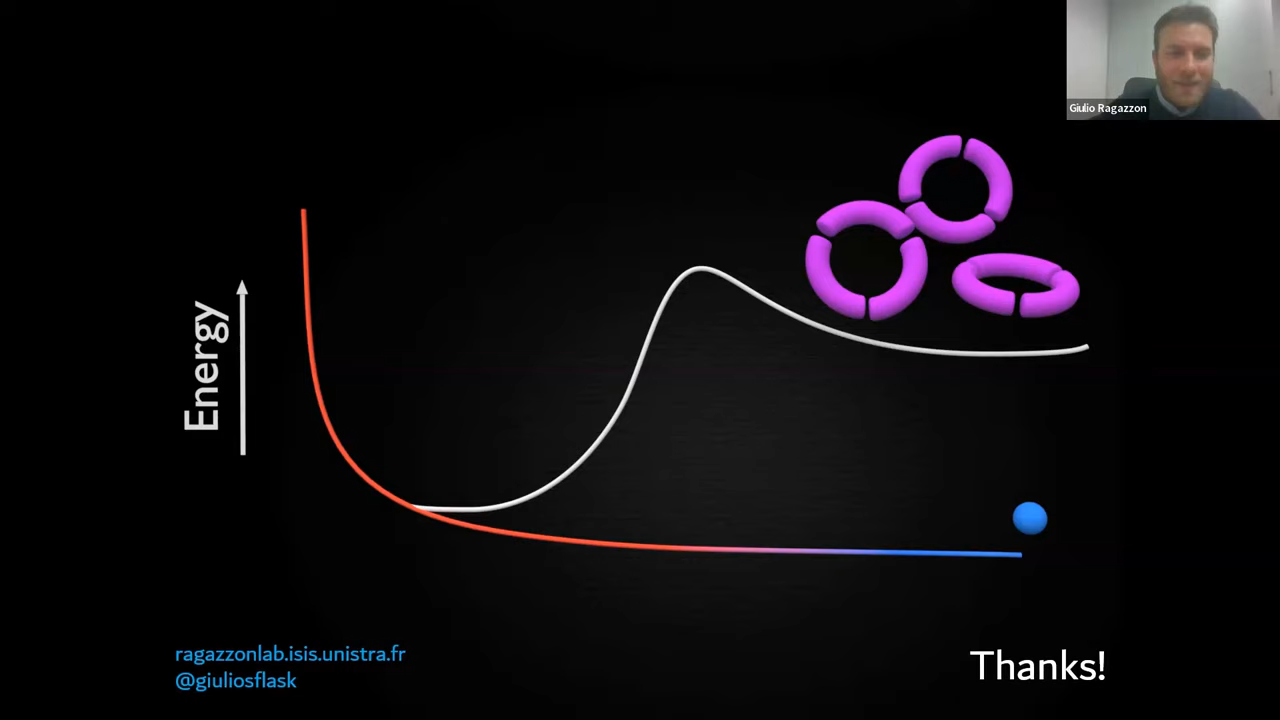 Giulio Ragazzon
Energy
ragazzonlab.isis.unistra.fr
@giuliosflask
Thanks!